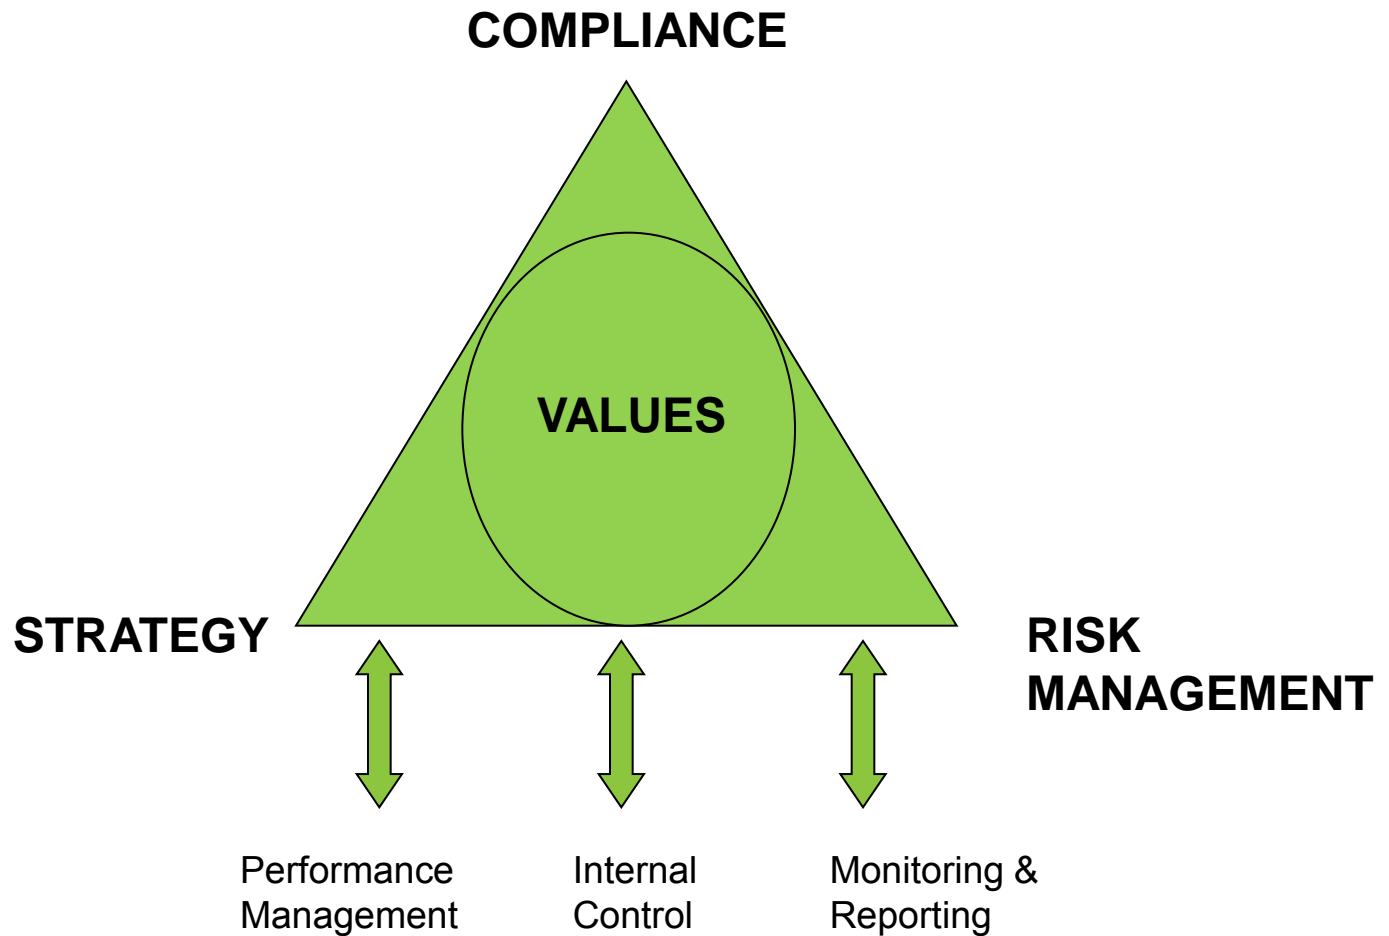 COMPLIANCE
VALUES
STRATEGY
RISK
MANAGEMENT
Performance
Management
Internal
Control
Monitoring &
Reporting